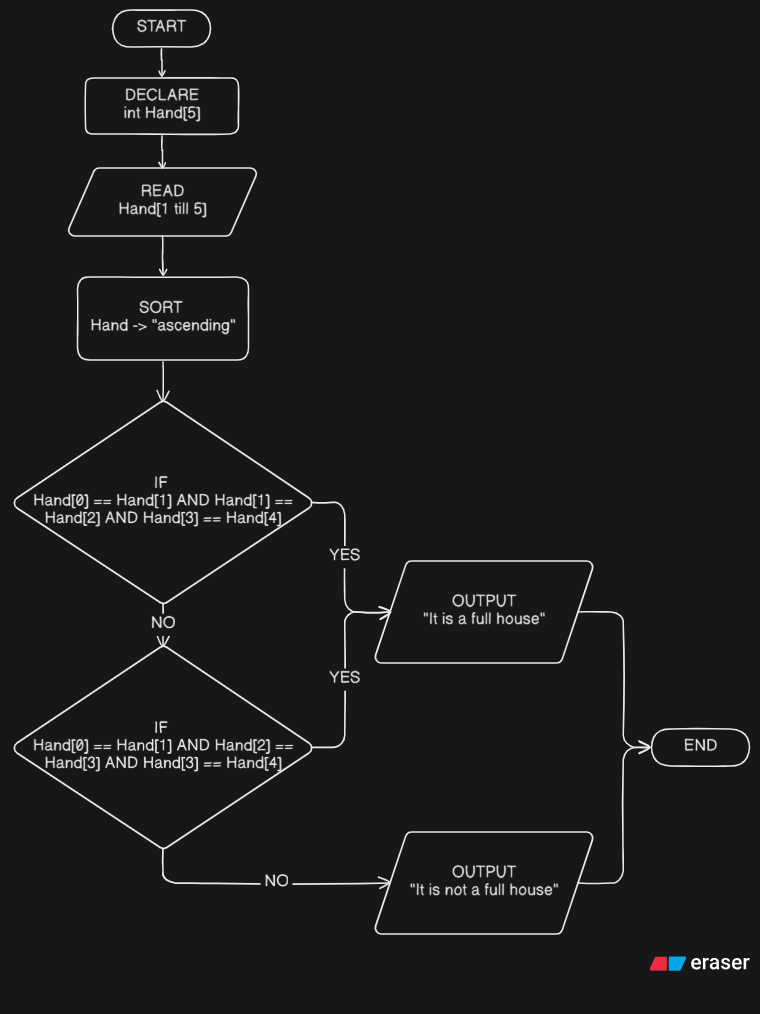 START
DECLARE
int Hand[5]
READ
Hand[1 till 5]
SORT
Hand -> "ascending"
IF
Hand[0] == Hand[1] AND Hand[1] ==
Hand[2] AND Hand[3] == Hand[4]
YES
NO
OUTPUT
"It is a full house"
YES
IF
Hand[0] == Hand[1] AND Hand[2] ==
Hand[3] AND Hand[3] == Hand[4]
END
NO
OUTPUT
"It is not a full house"
eraser